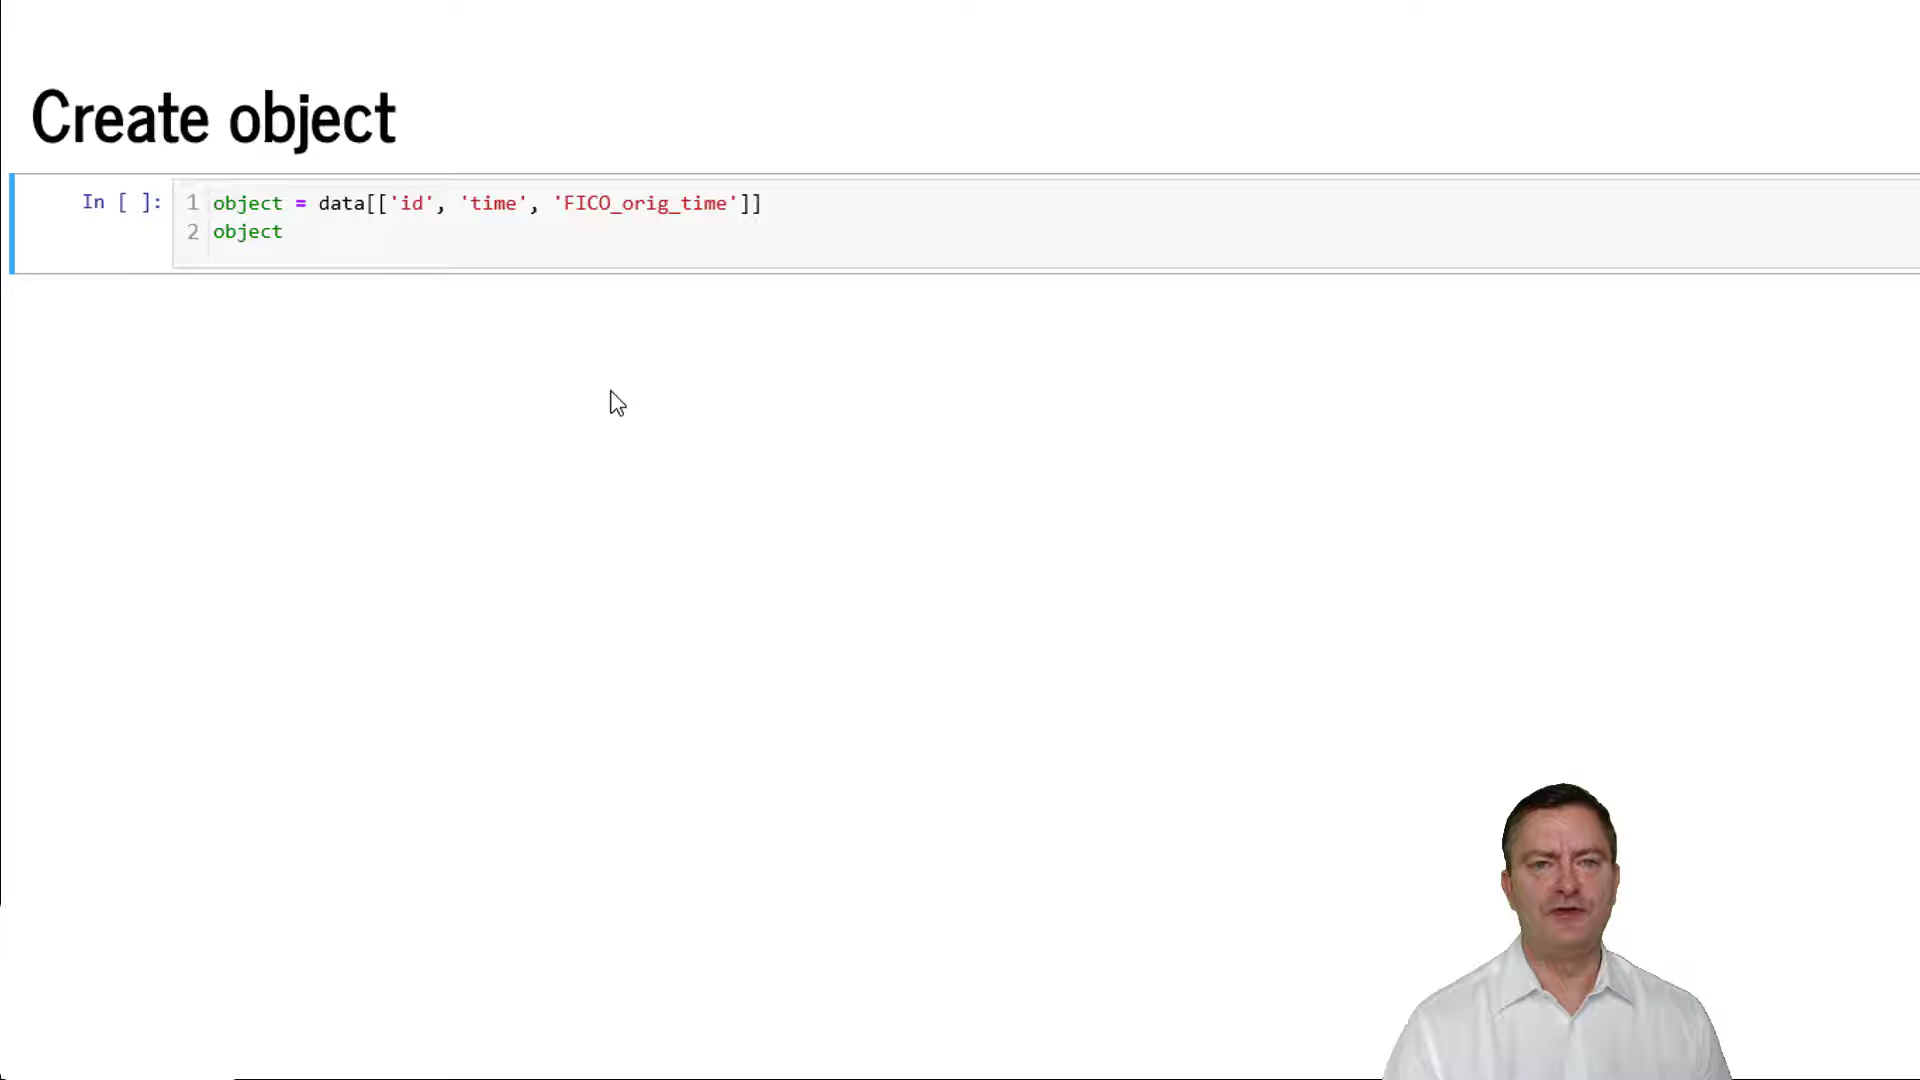 Create object
In [ ]:
1 object = data[['id', 'time', 'FICO_orig_time']]
2 object